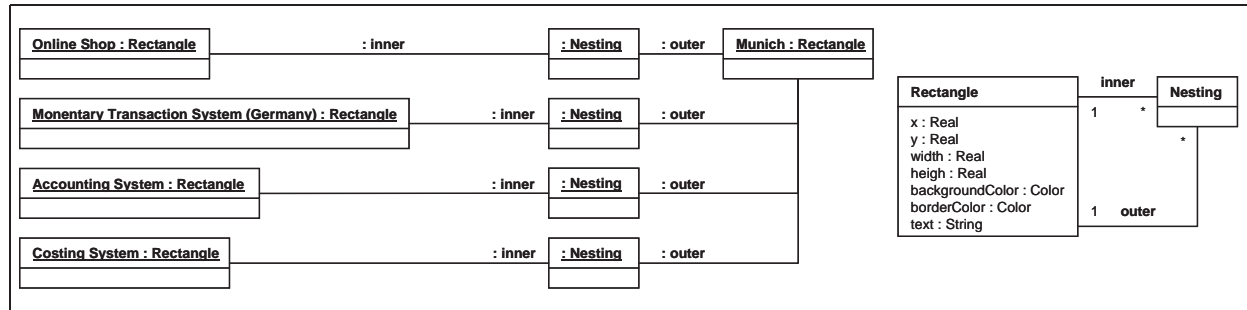 Online Shop : Rectangle
: inner
: Nesting
: outer
Munich : Rectangle
Monentary Transaction System (Germany) : Rectangle
: inner
: Nesting
: outer
Accounting System : Rectangle
: inner
: Nesting
: outer
Costing System : Rectangle
: inner
: Nesting
: outer
Rectangle
x : Real
y : Real
width : Real
heigh : Real
backgroundColor : Color
borderColor : Color
text : String
inner
1 *
Nesting
*
1 outer